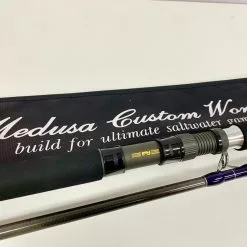 Medusa Custom Wor
build for ultimate saltwater gam